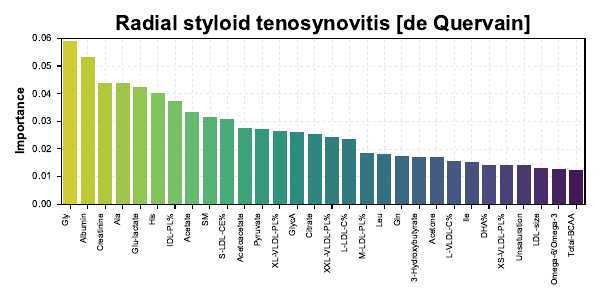 Radial styloid tenosynovitis [de Quervain]
Importance
0.06
0.05
0.04
0.03
0.02
0.01
0.00
Gly
Albumin
Creatinine
Ala
Glu-lactate
His
IDL-PL%
Acetate
SM
S-LDL-CE%
Acetoacetate
Pyruvate
XL-VLDL-PL%
GlycA
Citrate
XXL-VLDL-PL%
L-LDL-C%
M-LDL-PL%
Leu
Gln
3-Hydroxybutyrate
Acetone
L-VLDL-C%
Ile
DHA%
XS-VLDL-PL%
Unsaturation
LDL-size
Omega-6/Omega-3
Total-BCAA